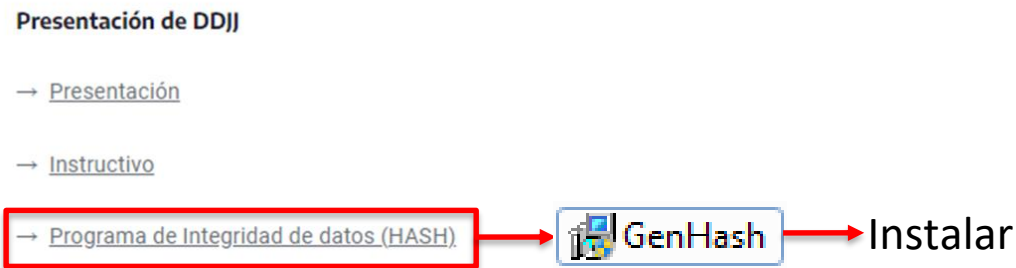 Presentación de DDJJ
→ Presentación
→ Instructivo
→ Programa de Integridad de datos (HASH) GenHash Instalar